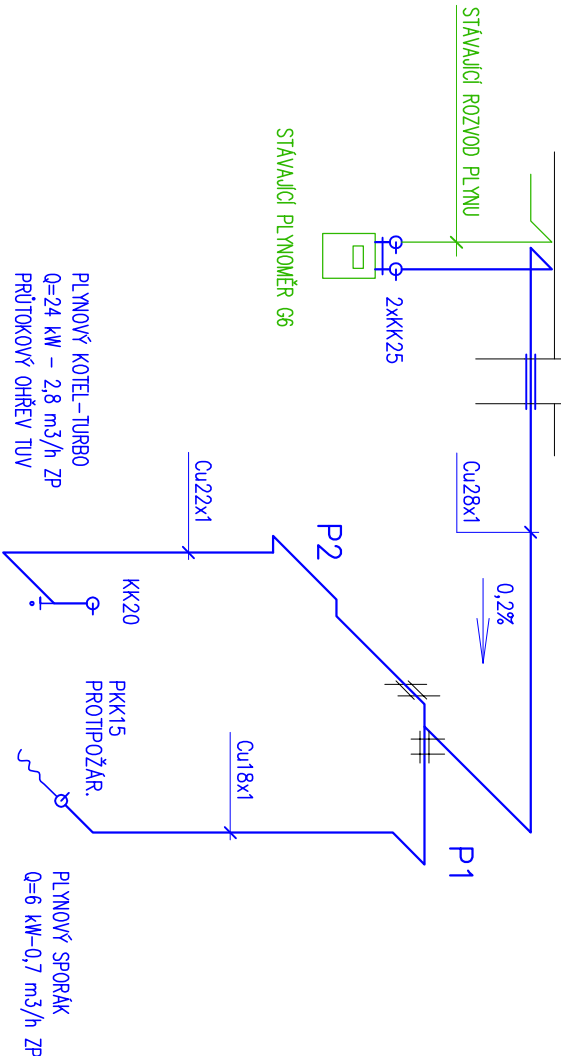 STÁVAJÍCÍ ROZVOD PLYNU
STÁVAJÍCÍ PLYNOMĚR G6
2xKK25
Cu28x1
0,2%
PLYNOVÝ KOTEL-TURBO
Q=24 kW - 2,8 m3/h ZP
PRŮTOKOVÝ OHŘEV TUV
Cu22x1
P2
KK20
PKK15
PROTIPOŽÁR.
Cu18x1
P1
PLYNOVÝ SPORÁK
Q=6 kW-0,7 m3/h ZP